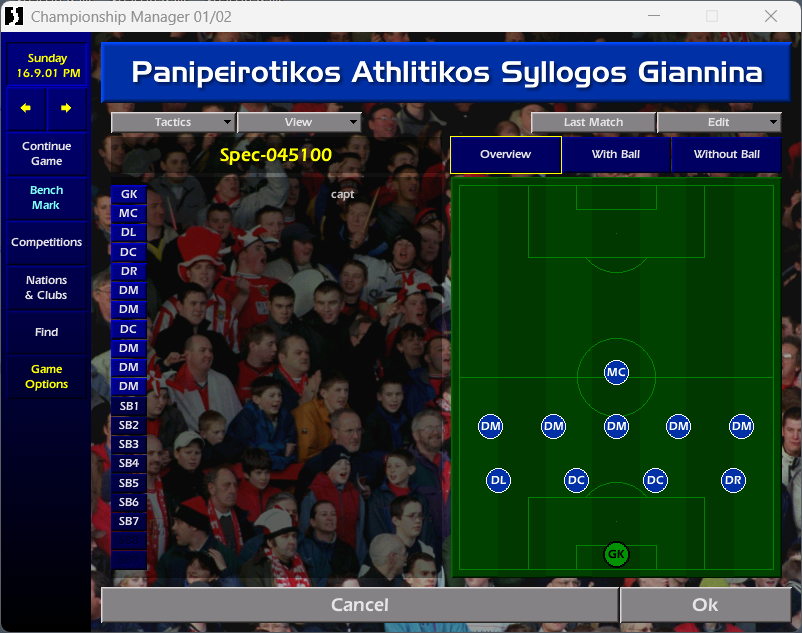 Championship Manager 01/02
Sunday
16.9.01 PM
Panipeirotikos Athlitikos Syllogos Giannina
Continue
Game
Bench
Mark
Competitions
Nations
& Clubs
Find
Game
Options
Tactics
View
Last Match
Edit
Spec-045100
Overview
With Ball
Without Ball
GK
capt
MC
DL
DC
DR
DM
DM
DC
DM
DM
DM
SB1
SB2
SB3
SB4
SB5
SB6
SB7
MC
DM DM DM DM DM
DL DC DC DR
GK
Cancel
Ok